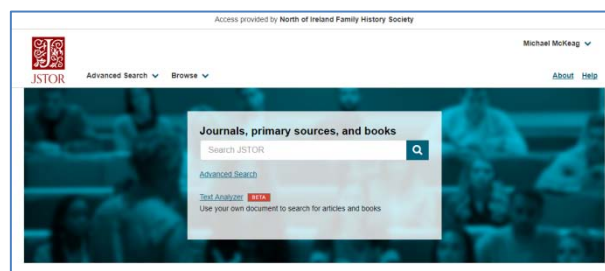 Access provided by North of Ireland Family History Society
Michael McKeag
JSTOR
Advanced Search
Browse
About
Help
Journals, primary sources, and books
Search JSTOR
Advanced Search
Text Analyzer BETA
Use your own document to search for articles and books